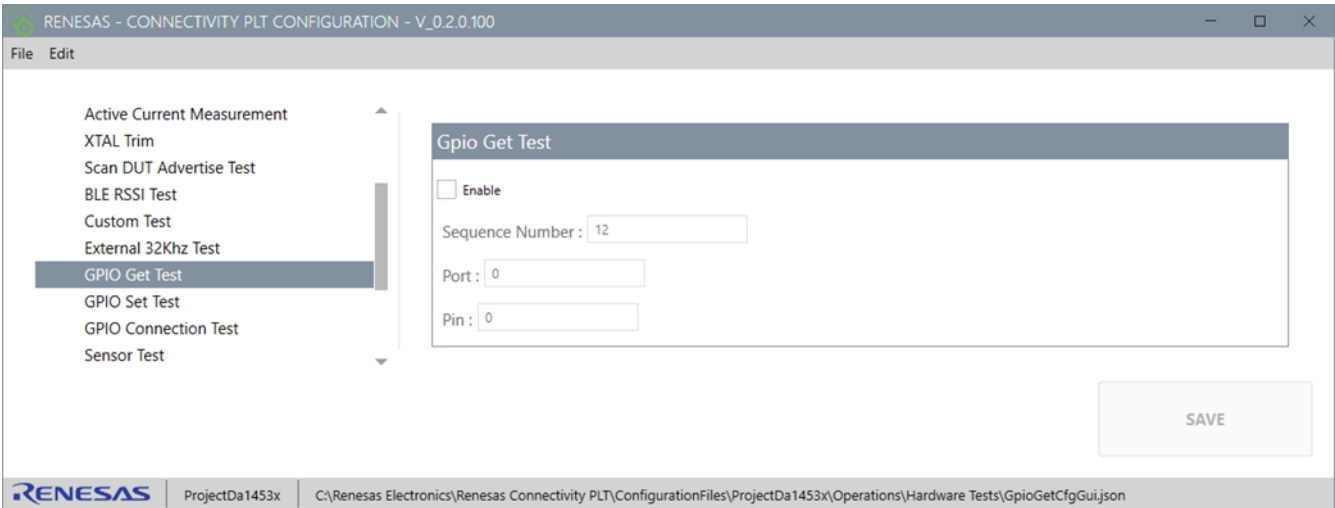 RENESAS - CONNECTIVITY PLT CONFIGURATION - V_0.2.0.100
File Edit
Active Current Measurement
XTAL Trim
Scan DUT Advertise Test
BLE RSSI Test
Custom Test
External 32Khz Test
GPIO Get Test
GPIO Set Test
GPIO Connection Test
Sensor Test
Gpio Get Test
Enable
Sequence Number : 12
Port : 0
Pin : 0
SAVE
RENESAS ProjectDa1453x C:\Renesas Electronics\Renesas Connectivity PLT\ConfigurationFiles\ProjectDa1453x\Operations\Hardware Tests\GpioGetCfgGui.json